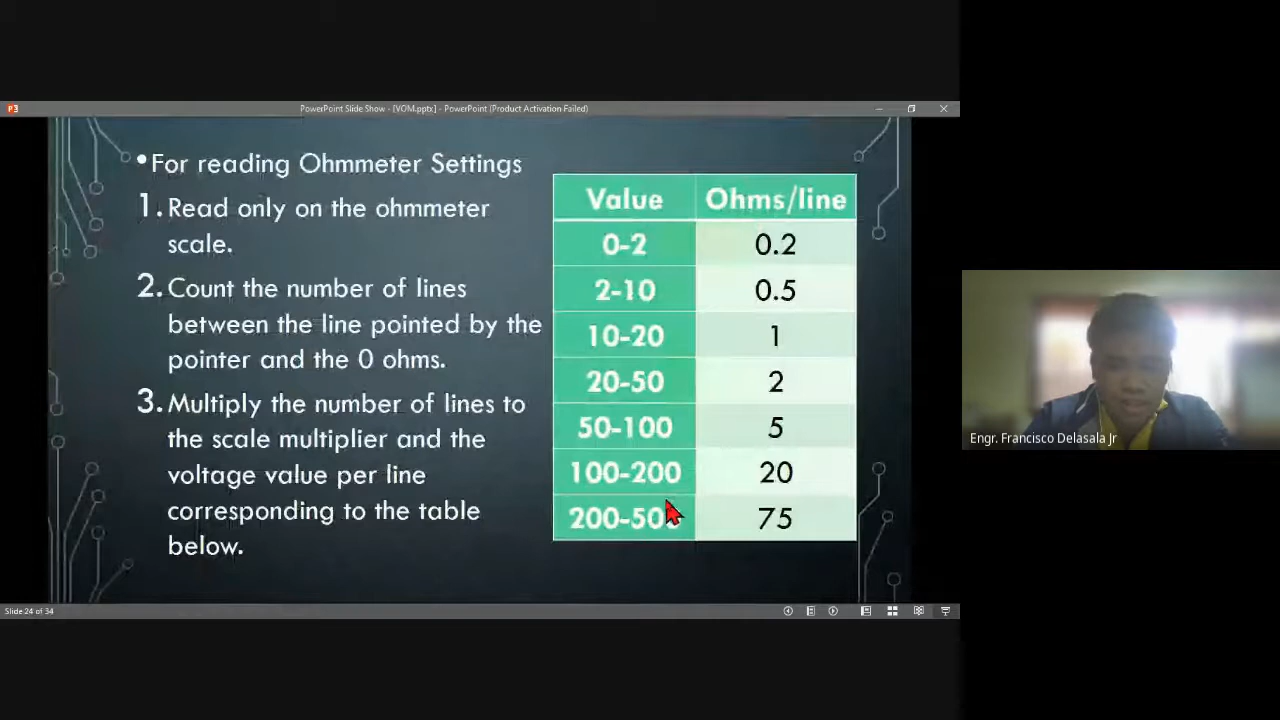 PowerPoint Slide Show - [VOM.pptx] - PowerPoint (Product Activation Failed)
•For reading Ohmmeter Settings
1. Read only on the ohmmeter
scale.
2. Count the number of lines
between the line pointed by the
pointer and the 0 ohms.
3. Multiply the number of lines to
the scale multiplier and the
voltage value per line
corresponding to the table
below.
Value Ohms/line
0-2 0.2
2-10 0.5
10-20 1
20-50 2
50-100 5
100-200 20
200-500 75
Engr. Francisco Delasala Jr
Slide 24 of 34